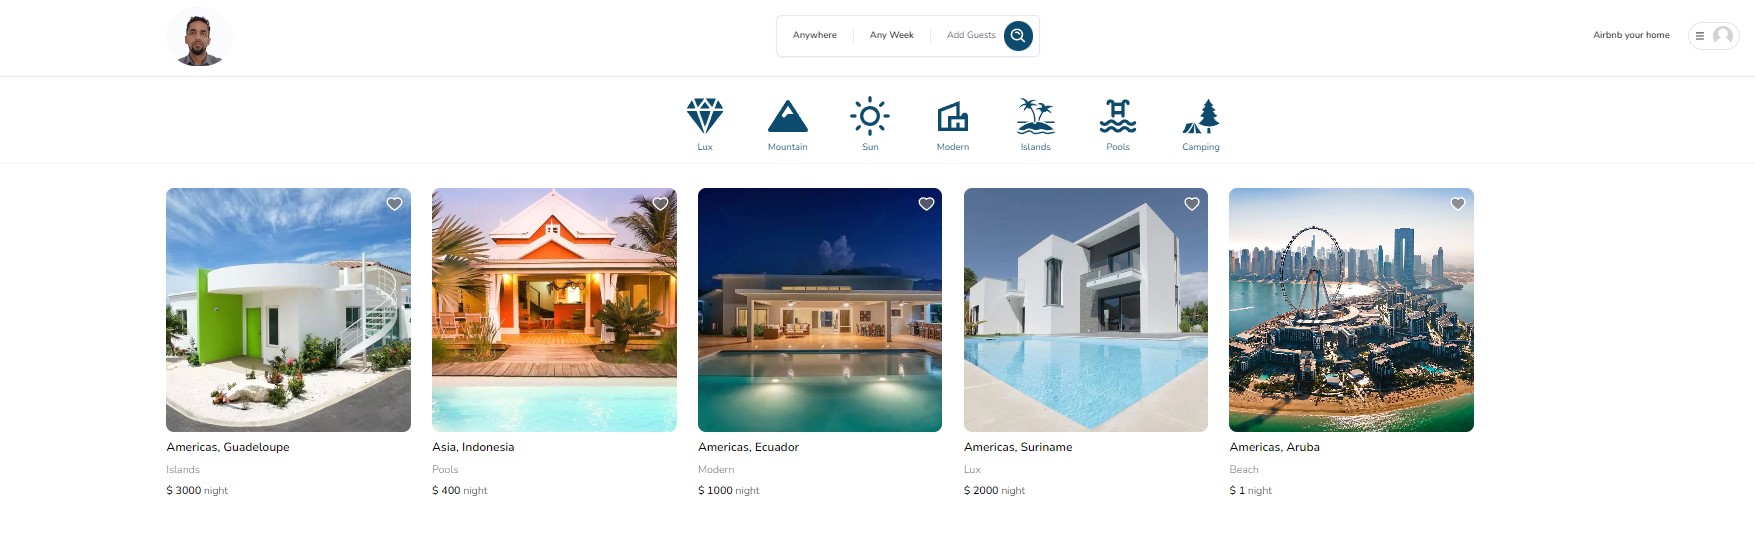 Anywhere
Any Week
Add Guests
Airbnb your home
Lux
Mountain
Sun
Modern
Islands
Pools
Camping
Americas, Guadeloupe
Islands
$ 3000 night
Asia, Indonesia
Pools
$ 400 night
Americas, Ecuador
Modern
$ 1000 night
Americas, Suriname
Lux
$ 2000 night
Americas, Aruba
Beach
$ 1 night